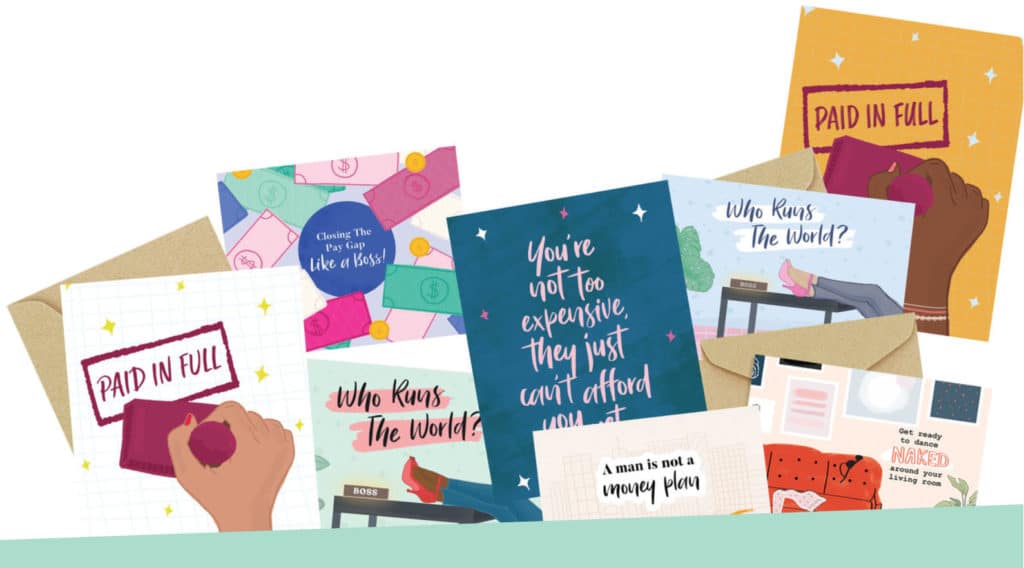 PAID IN FULL
Closing The
Pay Gap
Like a Boss!
Who Runs
The World?
BOSS
You're
not too
expensive,
they just
can't afford
A man is not a
money plan
Who Runs
The World?
BOSS
PAID IN FULL
Get ready
to dance
NAKED
around your
living room